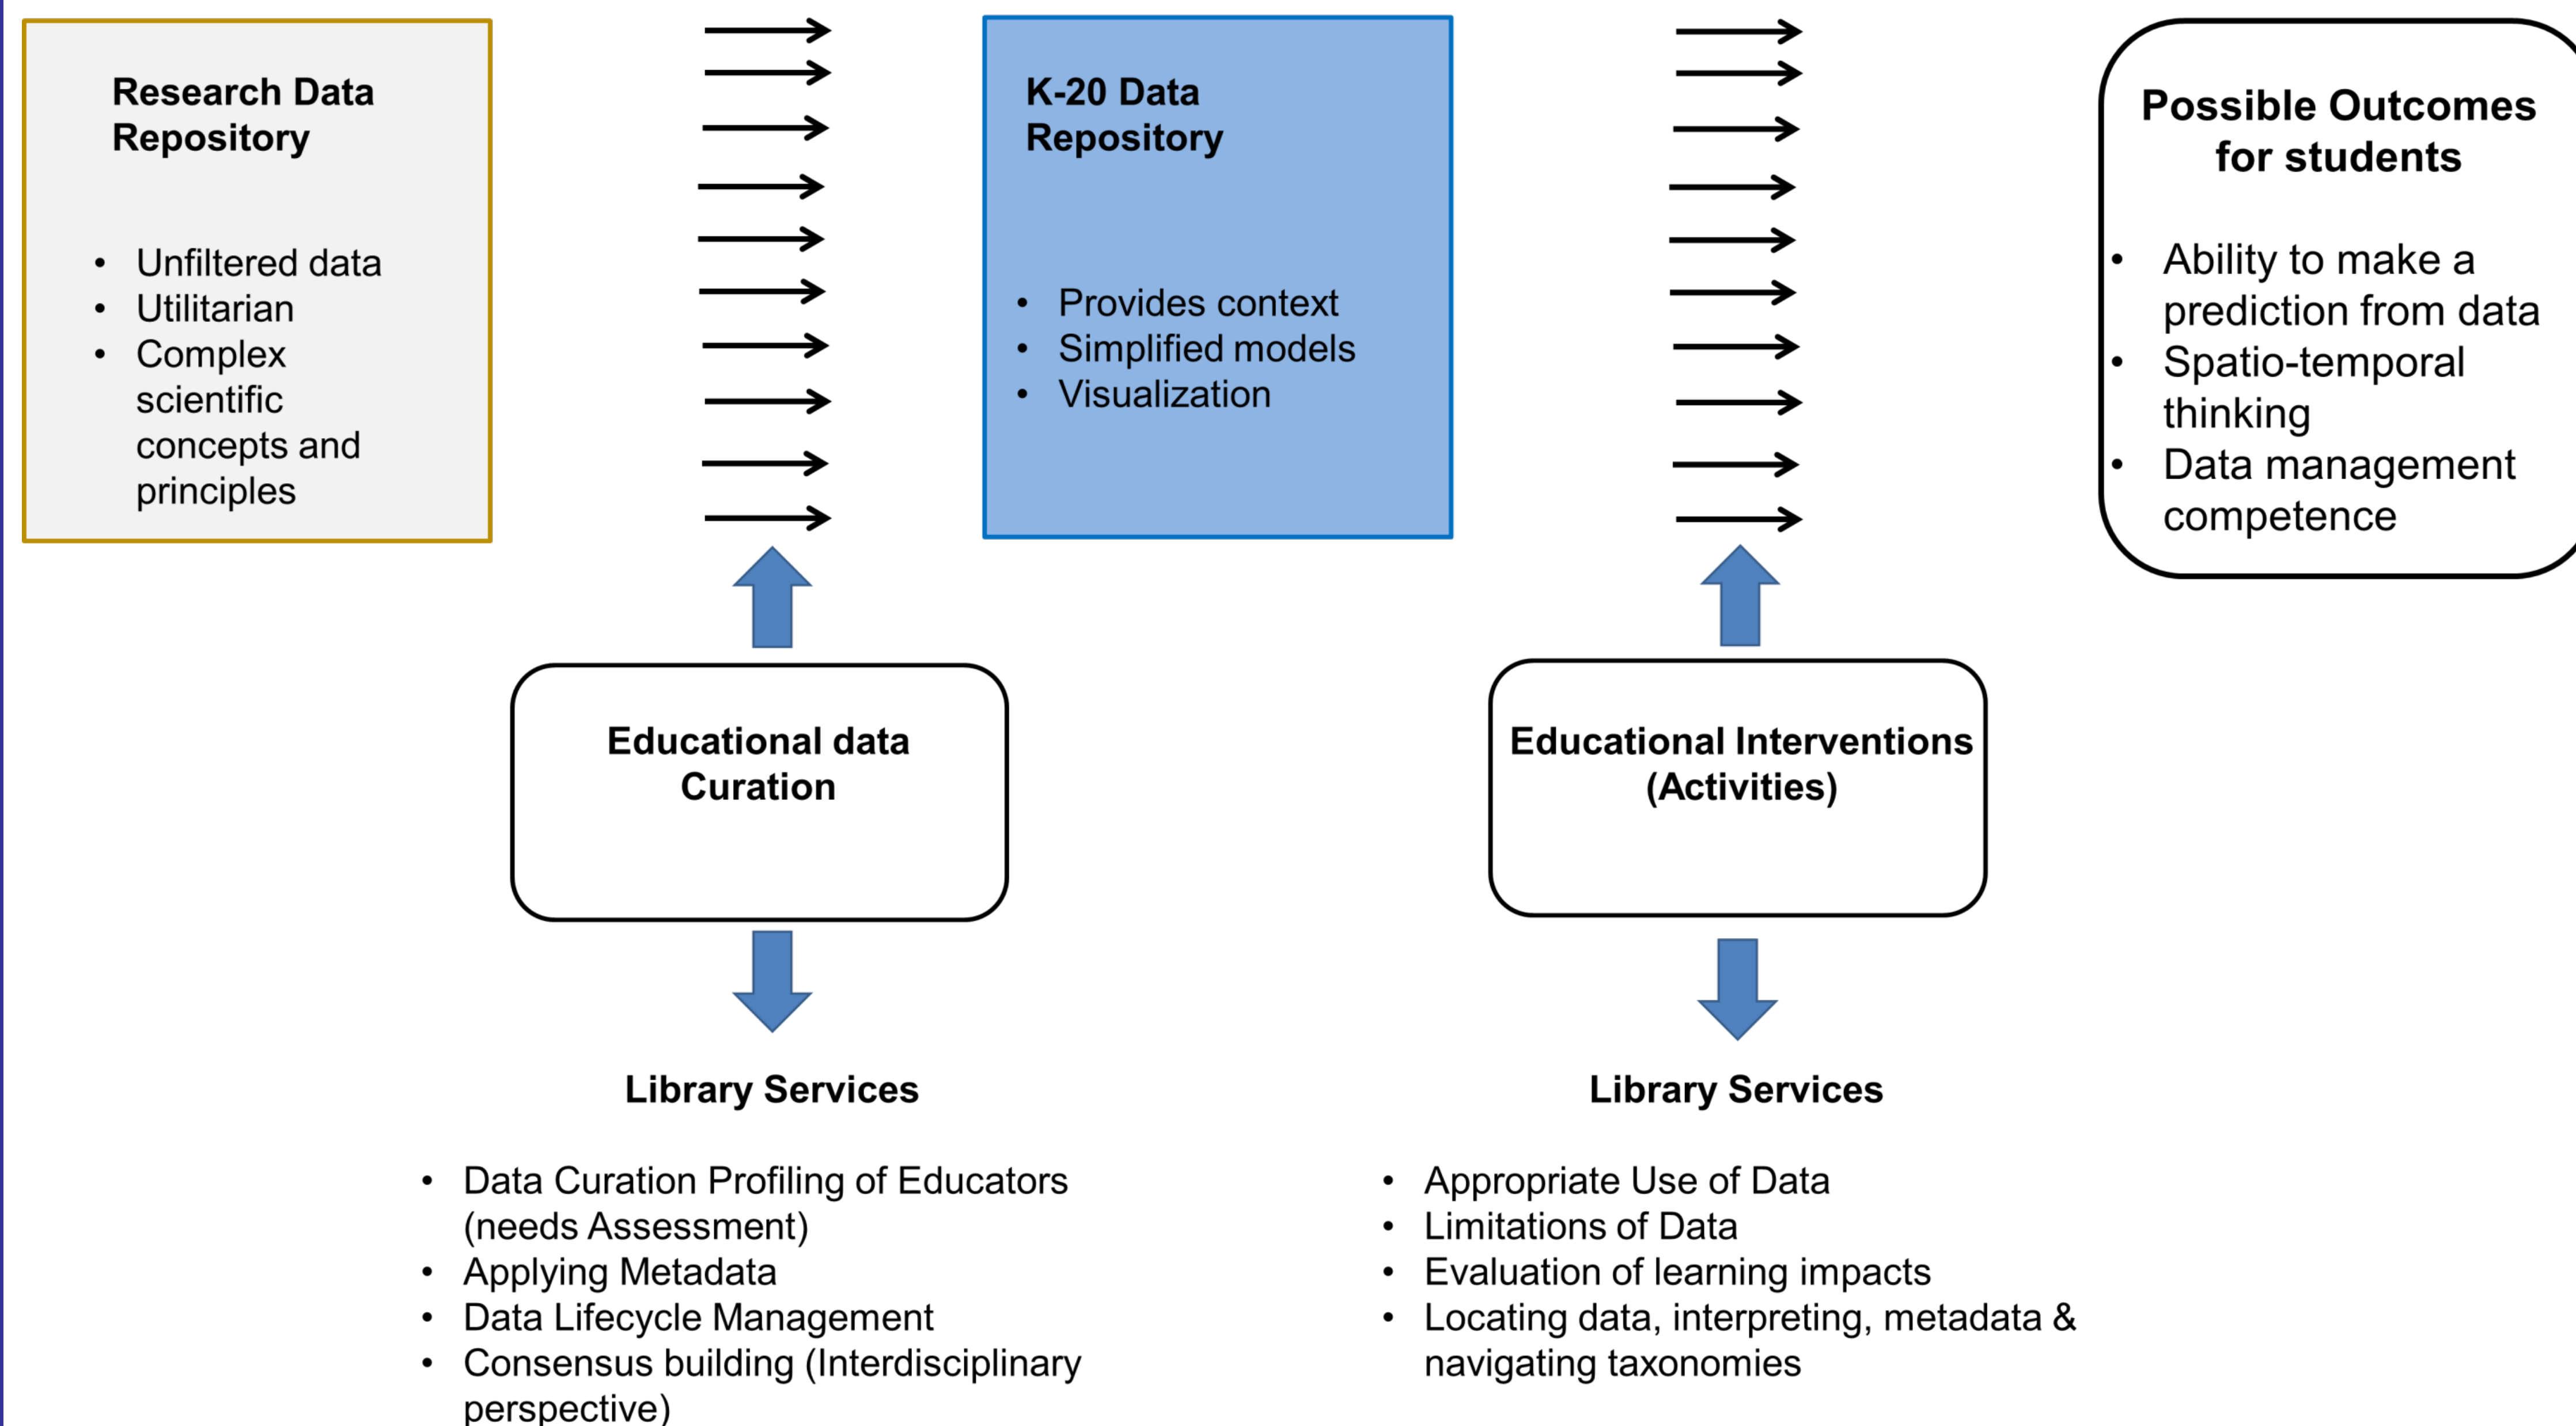 Research Data
Repository
• Unfiltered data
• Utilitarian
• Complex
scientific
concepts and
principles
K-20 Data
Repository
• Provides context
• Simplified models
• Visualization
Possible Outcomes
for students
• Ability to make a
prediction from data
• Spatio-temporal
thinking
• Data management
competence
Educational data
Curation
Educational Interventions
(Activities)
Library Services
• Data Curation Profiling of Educators
(needs Assessment)
• Applying Metadata
• Data Lifecycle Management
• Consensus building (Interdisciplinary
perspective)
Library Services
• Appropriate Use of Data
• Limitations of Data
• Evaluation of learning impacts
• Locating data, interpreting, metadata &
navigating taxonomies